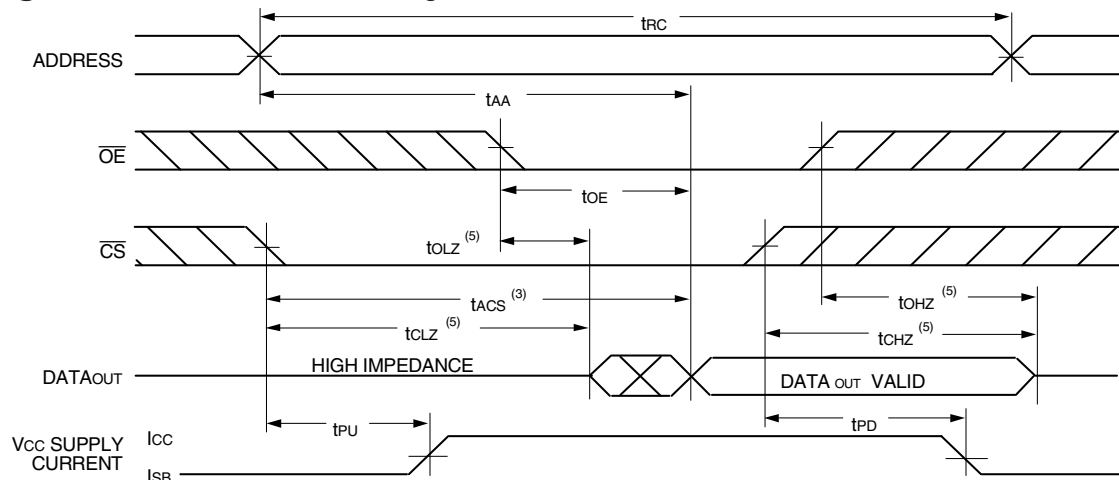 tRC
ADDRESS
tAA
OE
tOE
CS
tOLZ (5)
tACS (3)
tOHZ (5)
tCLZ (5)
tCHZ (5)
HIGH IMPEDANCE
DATAOUT
DATA OUT VALID
tPU
tPD
VCC SUPPLY
CURRENT
ICC
ISB